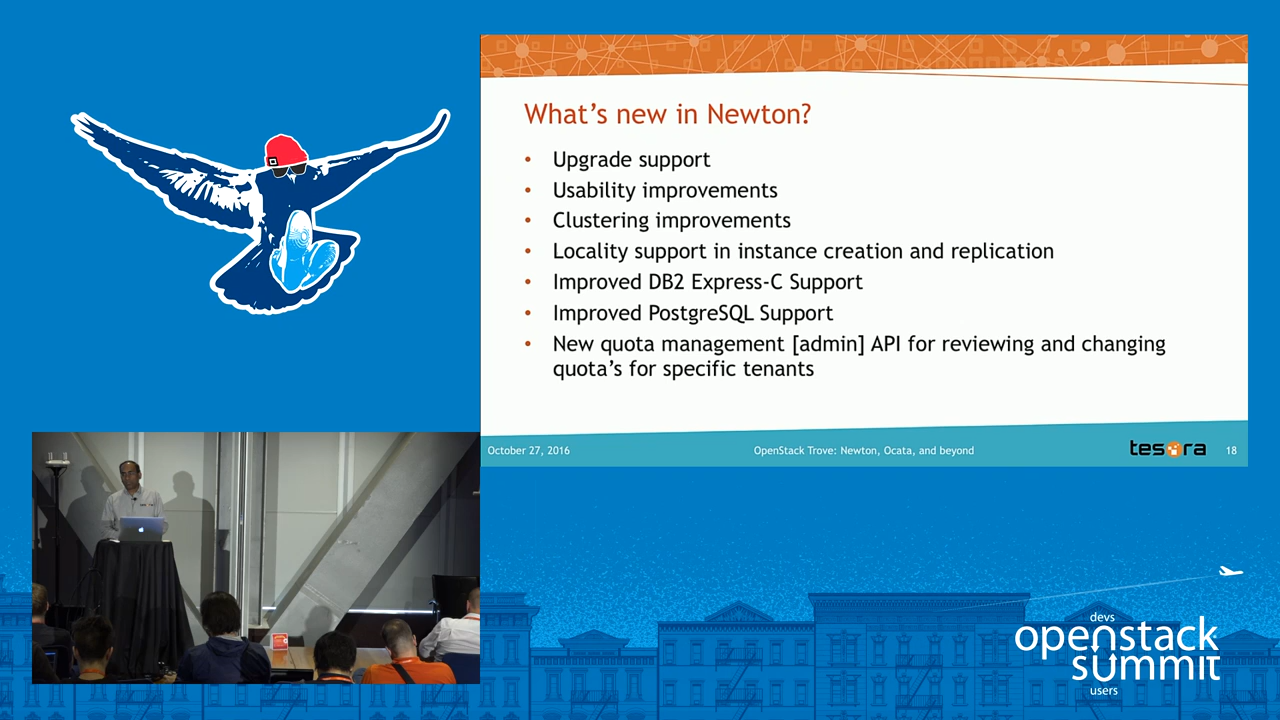 What's new in Newton?
• Upgrade support
• Usability improvements
• Clustering improvements
• Locality support in instance creation and replication
• Improved DB2 Express-C Support
• Improved PostgreSQL Support
• New quota management [admin] API for reviewing and changing
quota's for specific tenants
October 27, 2016
OpenStack Trove: Newton, Ocata, and beyond
tesora
18
devs
openstack
summit
users